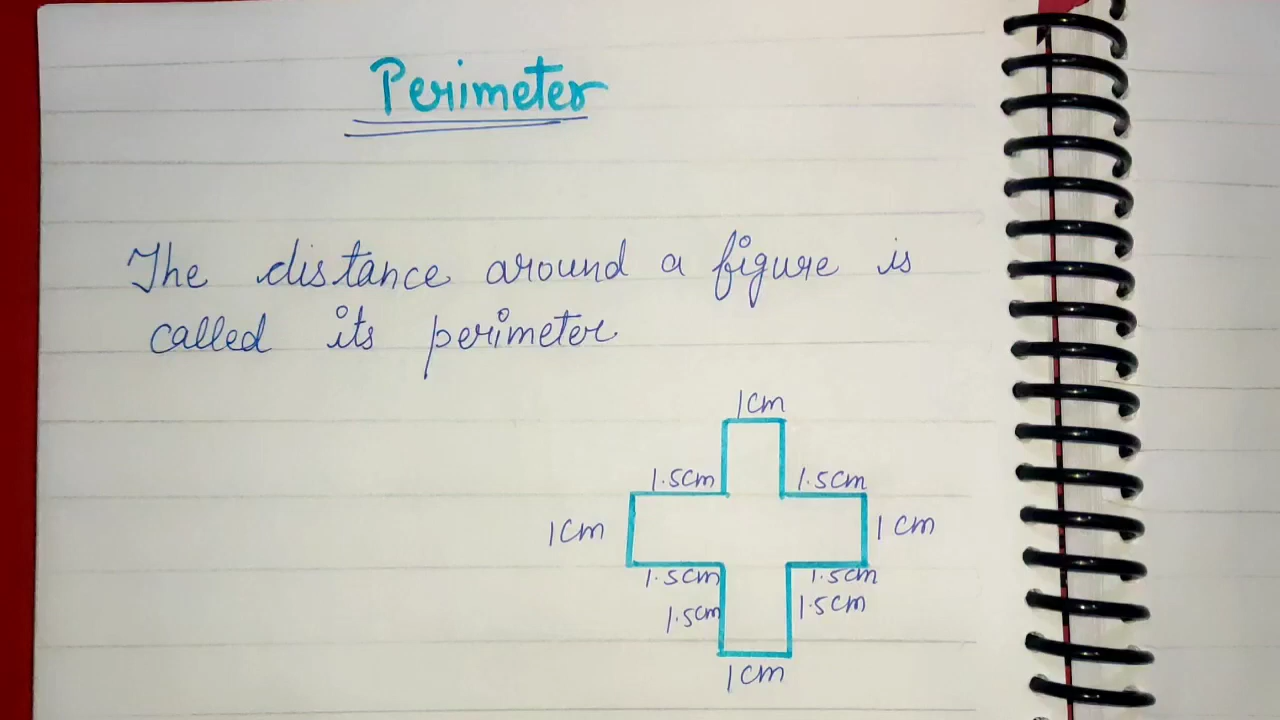 Perimeter
The distance around a figure is
called its perimeter
1cm
1.5cm 1.5cm
1cm 1cm
1.5cm 1.5cm
1.5cm 1.5cm
1cm